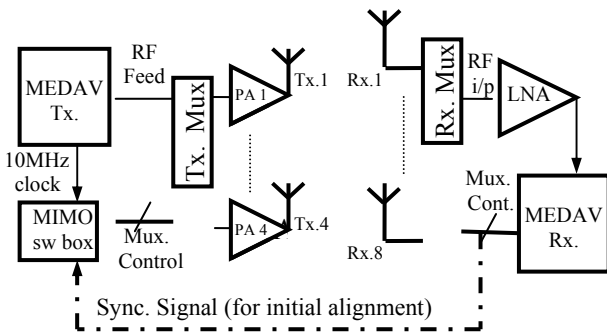 MEDAV
Tx.
RF
Feed
Tx. Mux
PA 1
Tx.1
Rx.1
Rx. Mux
RF
i/p
LNA
10MHz
clock
MIMO
sw box
Mux.
Control
PA 4
Tx.4
Rx.8
Mux.
Cont.
MEDAV
Rx.
Sync. Signal (for initial alignment)